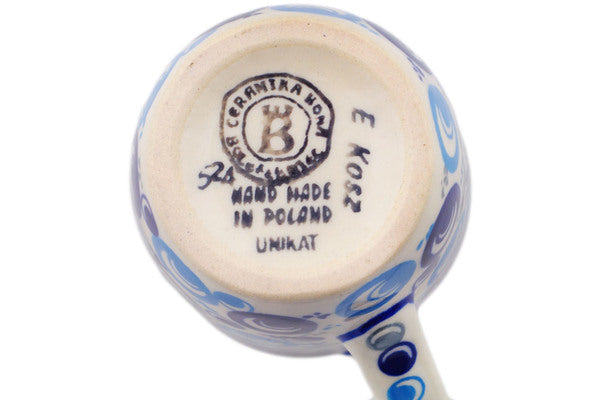 CERAMIKA
B
HAND MADE
IN POLAND
UNIKAT
E KOSZ